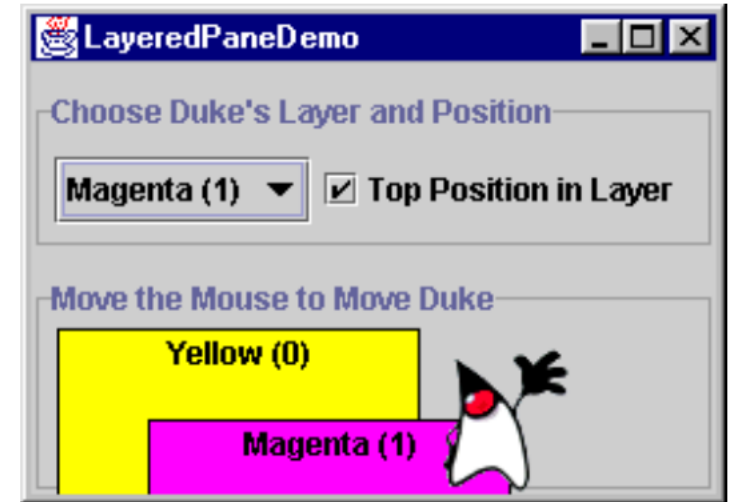 LayeredPaneDemo
Choose Duke's Layer and Position
Magenta (1) Top Position in Layer
Move the Mouse to Move Duke
Yellow (0)
Magenta (1)